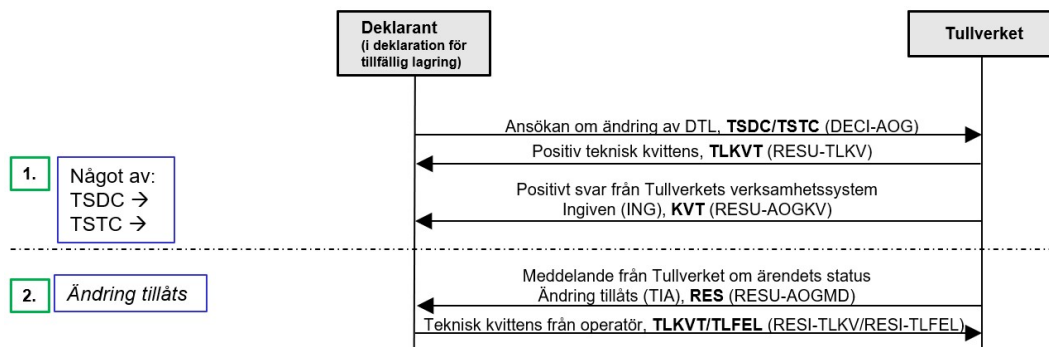 Deklarant
(i deklaration för
tillfällig lagring)
Tullverket
Ansökan om ändring av DTL, TSDC/TSTC (DECI-AOG)
Positiv teknisk kvittens, TLKVT (RESU-TLKV)
1.
Något av:
TSDC →
TSTC →
Positivt svar från Tullverkets verksamhetssystem
Ingiven (ING), KVT (RESU-AOGKV)
2.
Ändring tillåts
Meddelande från Tullverket om ärendets status
Ändring tillåts (TIA), RES (RESU-AOGMD)
Teknisk kvittens från operatör, TLKVT/TLFEL (RESI-TLKV/RESI-TLFEL)